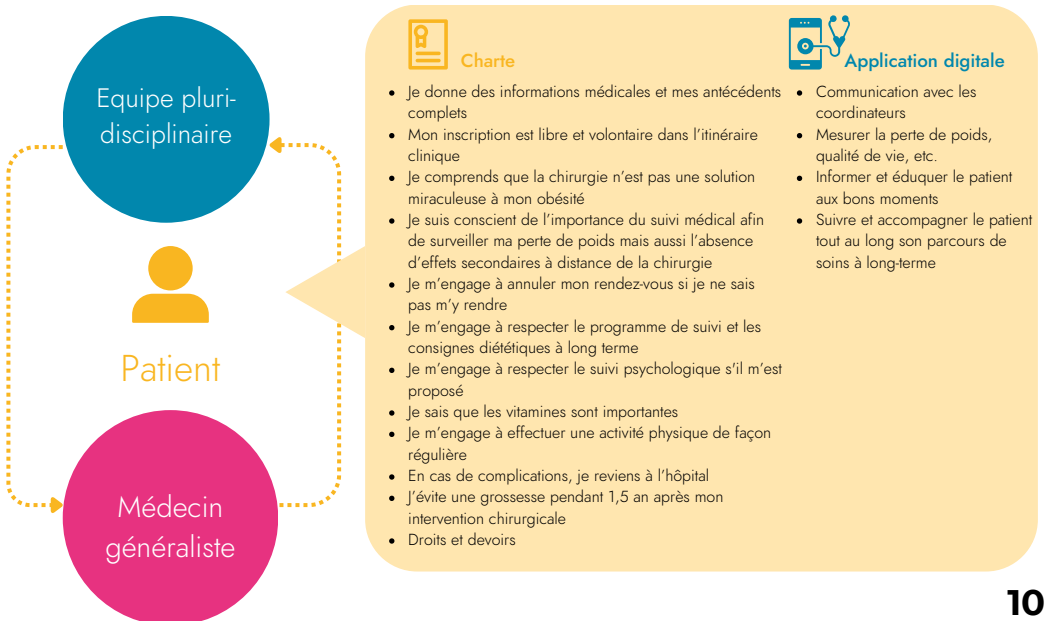 Equipe pluri-
disciplinaire
Patient
Médecin
généraliste
Charte
• Je donne des informations médicales et mes antécédents
complets
• Mon inscription est libre et volontaire dans l'itinéraire
clinique
• Je comprends que la chirurgie n'est pas une solution
miraculeuse à mon obésité
• Je suis conscient de l'importance du suivi médical afin
de surveiller ma perte de poids mais aussi l'absence
d'effets secondaires à distance de la chirurgie
• Je m'engage à annuler mon rendez-vous si je ne sais
pas m'y rendre
• Je m'engage à respecter le programme de suivi et les
consignes diététiques à long terme
• Je m'engage à respecter le suivi psychologique s'il m'est
proposé
• Je sais que les vitamines sont importantes
• Je m'engage à effectuer une activité physique de façon
régulière
• En cas de complications, je reviens à l'hôpital
• J'évite une grossesse pendant 1,5 an après mon
intervention chirurgicale
• Droits et devoirs
Application digitale
• Communication avec les
coordinateurs
• Mesurer la perte de poids,
qualité de vie, etc.
• Informer et éduquer le patient
aux bons moments
• Suivre et accompagner le patient
tout au long son parcours de
soins à long-terme
10